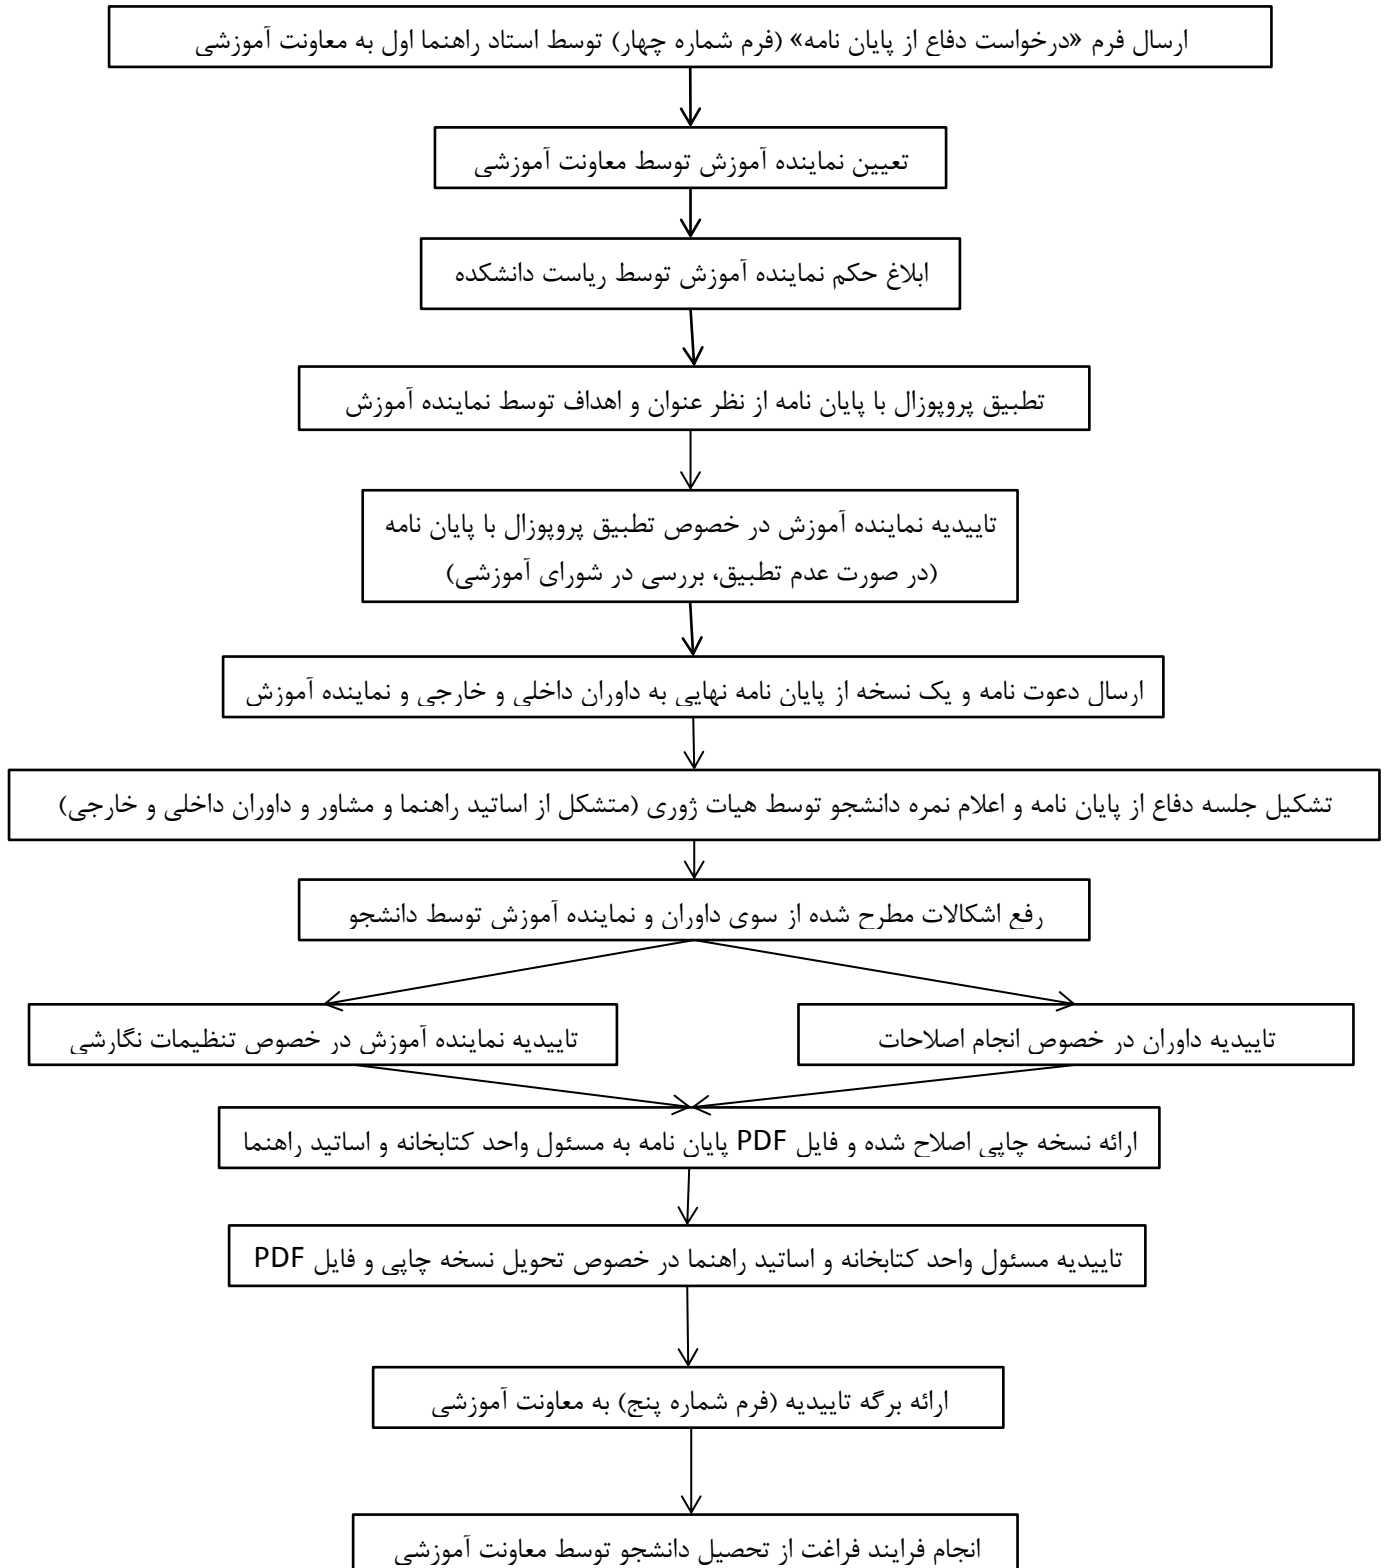 ارسال فرم «درخواست دفاع از پایان نامه» (فرم شماره چهار) توسط استاد راهنما اول به معاونت آموزشی
تعیین نماینده آموزش توسط معاونت آموزشی
ابلاغ حکم نماینده آموزش توسط ریاست دانشکده
تطبیق پروپوزال با پایان نامه از نظر عنوان و اهداف توسط نماینده آموزش
تاییدیه نماینده آموزش در خصوص تطبیق پروپوزال با پایان نامه
(در صورت عدم تطبیق، بررسی در شورای آموزشی)
ارسال دعوت نامه و یک نسخه از پایان نامه نهایی به داوران داخلی و خارجی و نماینده آموزش
تشکیل جلسه دفاع از پایان نامه و اعلام نمره دانشجو توسط هیات ژوری (متشکل از اساتید راهنما و مشاور و داوران داخلی و خارجی)
رفع اشکالات مطرح شده از سوی داوران و نماینده آموزش توسط دانشجو
تاییدیه داوران در خصوص انجام اصلاحات
تاییدیه نماینده آموزش در خصوص تنظیمات نگارشی
ارائه نسخه چاپی اصلاح شده و فایل PDF پایان نامه به مسئول واحد کتابخانه و اساتید راهنما
تاییدیه مسئول واحد کتابخانه و اساتید راهنما در خصوص تحویل نسخه چاپی و فایل PDF
ارائه برگه تاییدیه (فرم شماره پنج) به معاونت آموزشی
انجام فرایند فراغت از تحصیل دانشجو توسط معاونت آموزشی